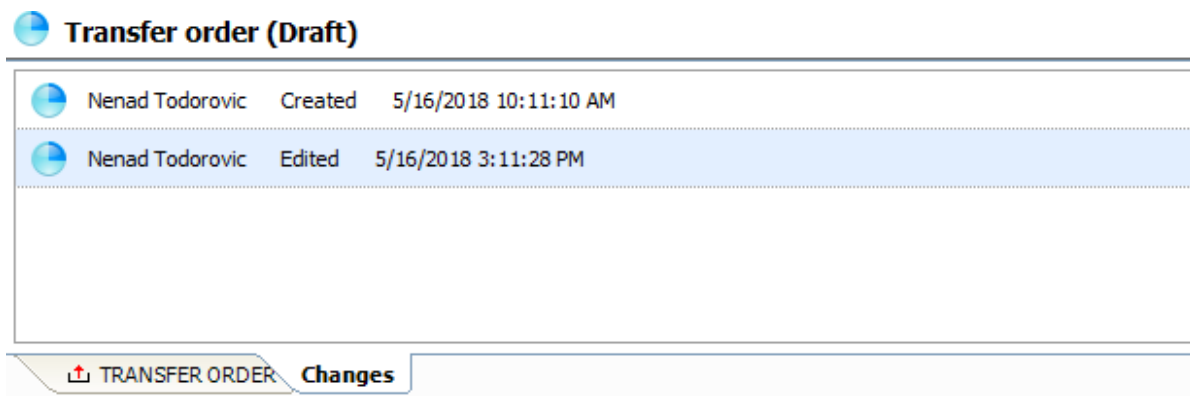 Transfer order (Draft)
Nenad Todorovic Created 5/16/2018 10:11:10 AM
Nenad Todorovic Edited 5/16/2018 3:11:28 PM
TRANSFER ORDER Changes